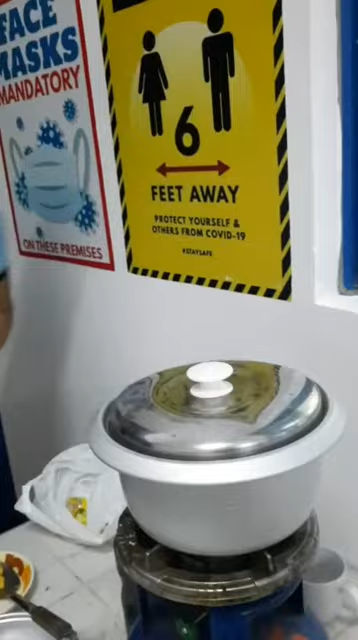 FACE
MASKS
MANDATORY
ON THESE PREMISES
6
FEET AWAY
PROTECT YOURSELF &
OTHERS FROM COVID-19
#STAYSAFE